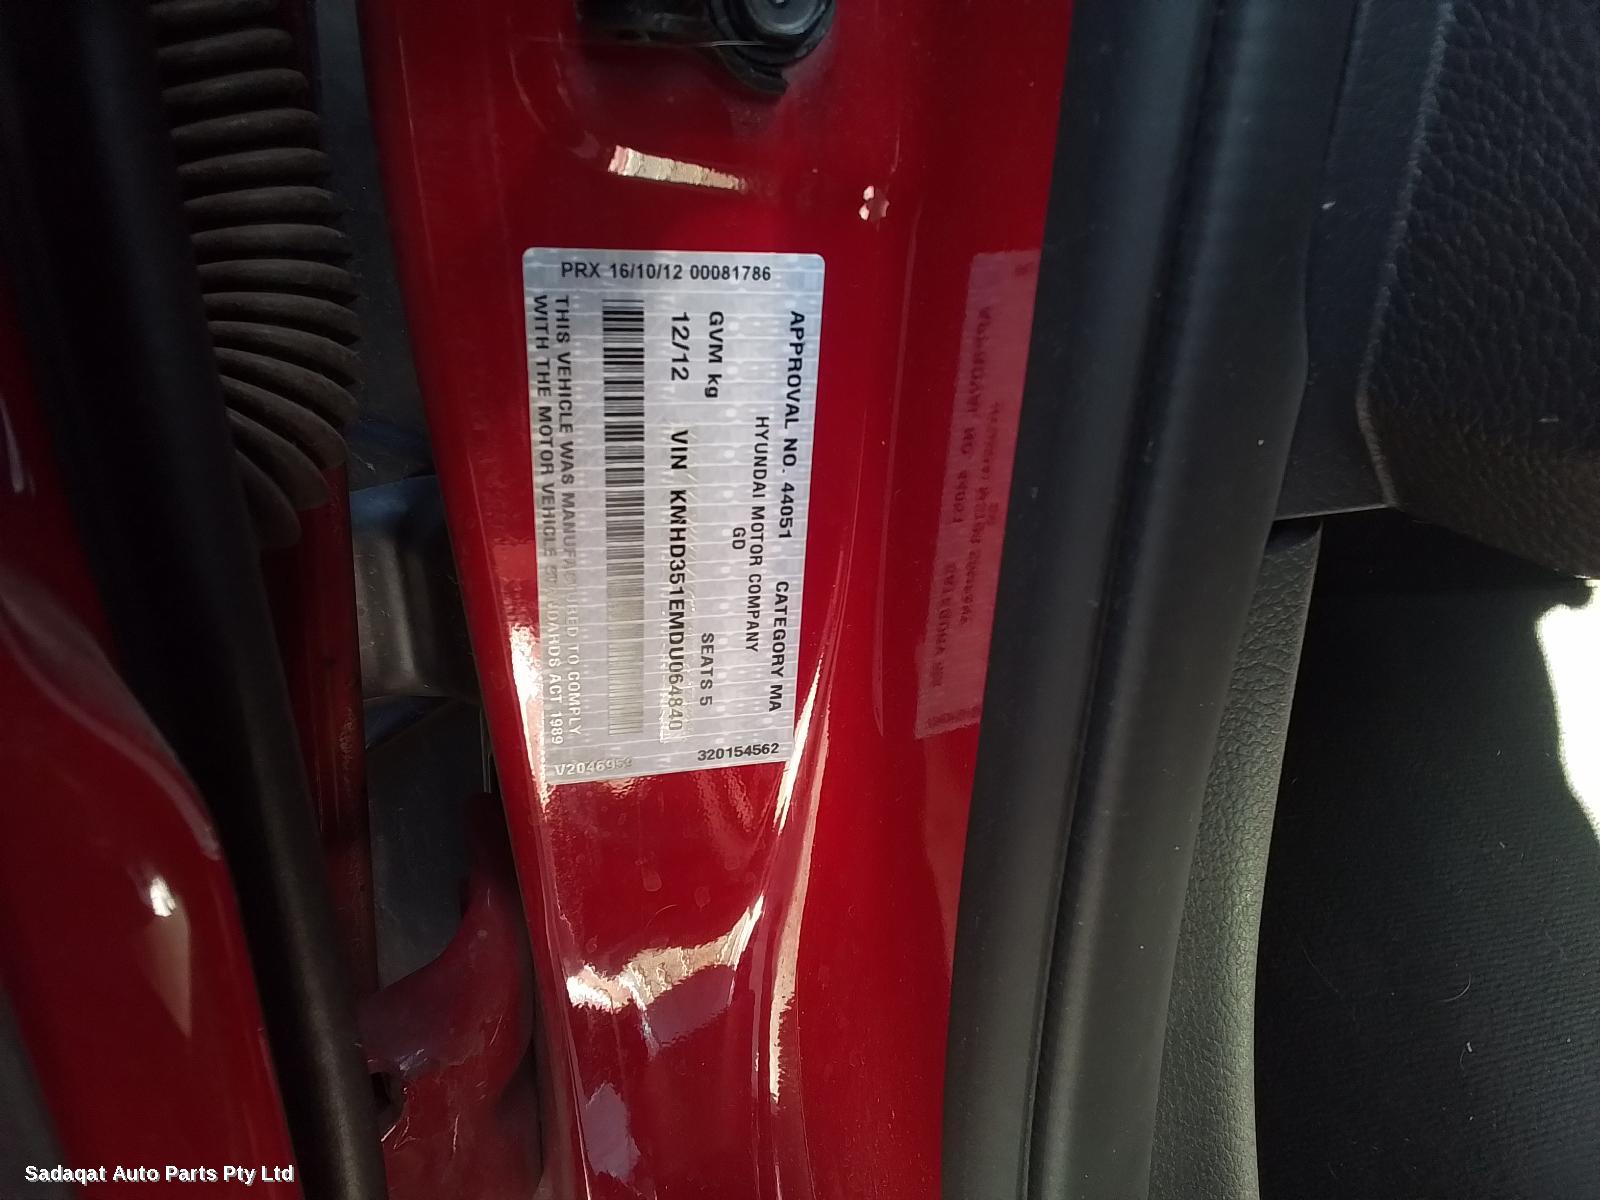 PRX 16/10/12 00081786
APPROVAL NO. 44051 CATEGORY MA
HYUNDAI MOTOR COMPANY
GD
GVM kg SEATS 5
12/12 VIN KMHD351EMDU064840
THIS VEHICLE WAS MANUFACTURED TO COMPLY
WITH THE MOTOR VEHICLE STANDARDS ACT 1989
320154562
Sadaqat Auto Parts Pty Ltd